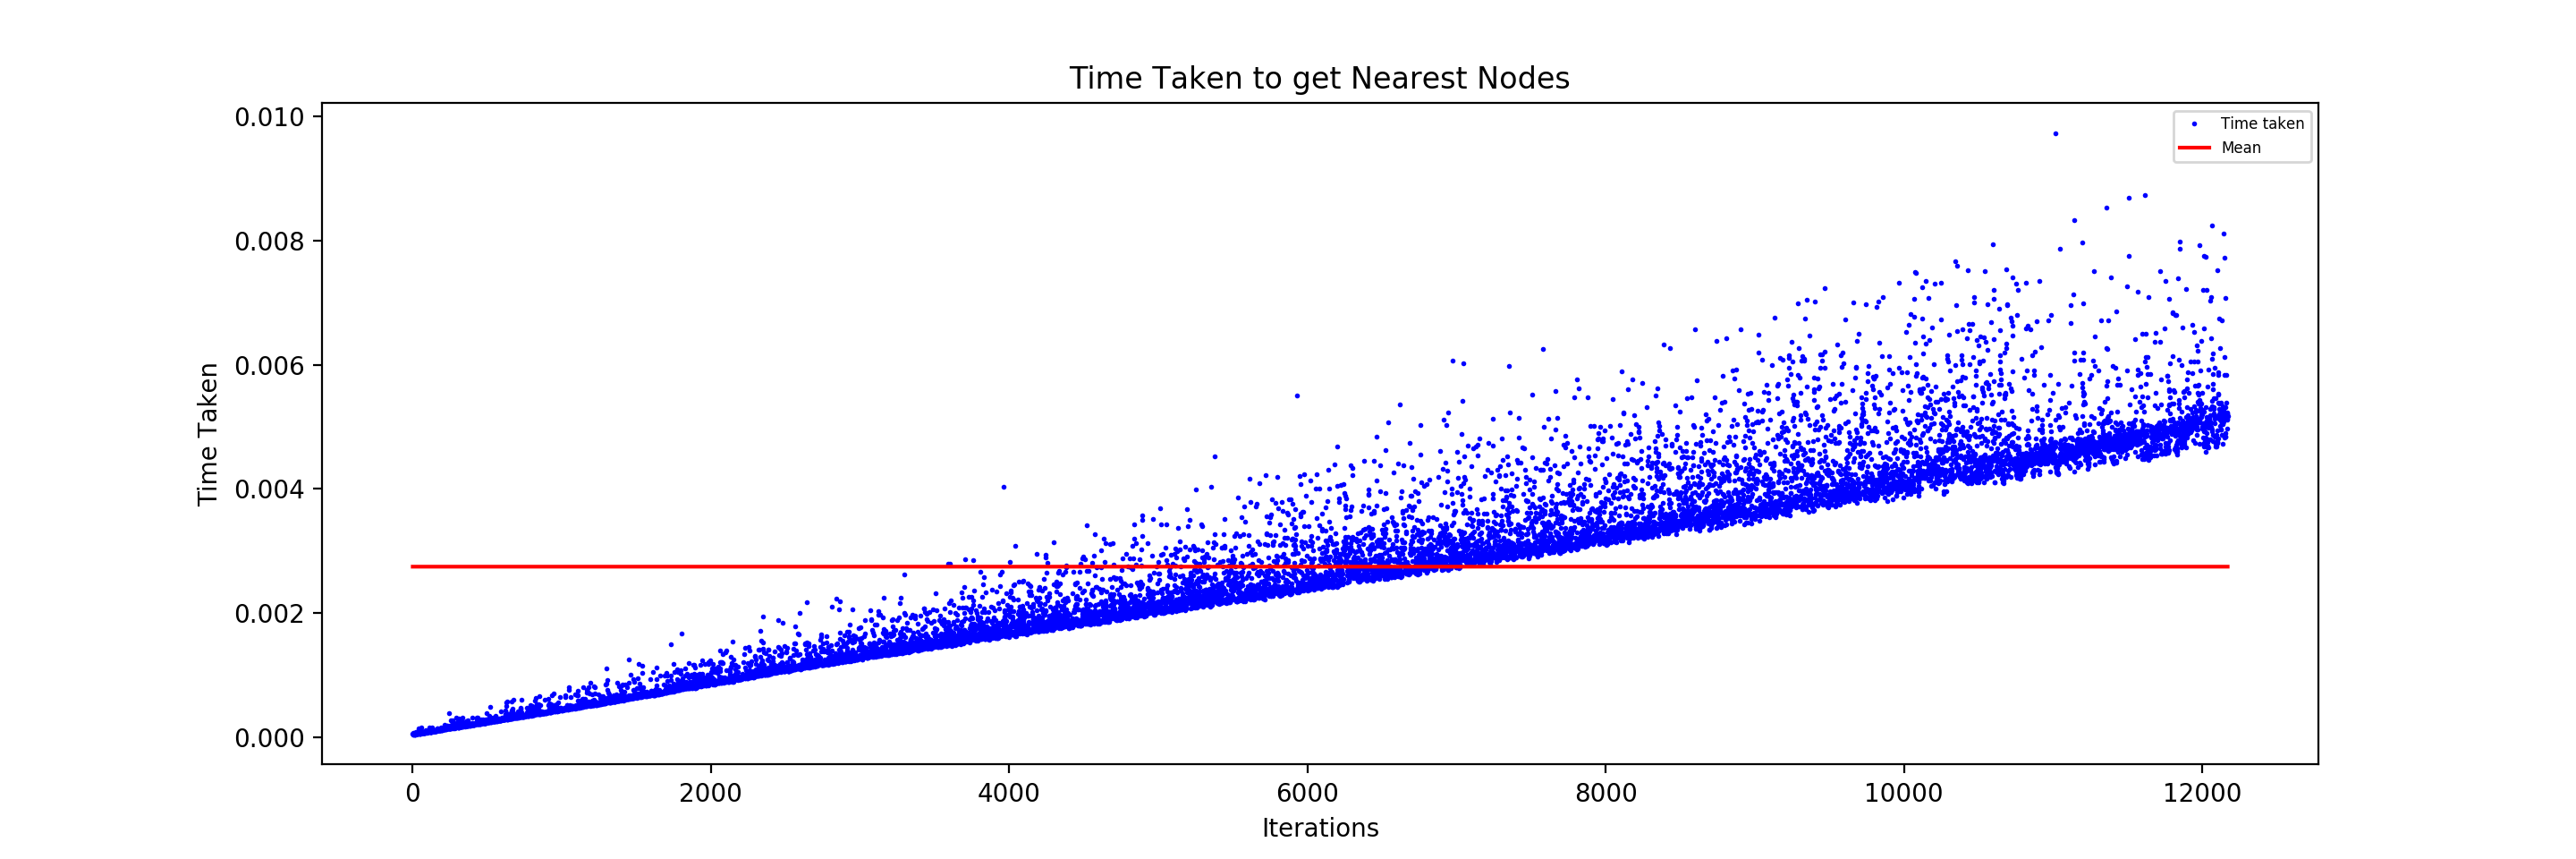 Time Taken to get Nearest Nodes
0.010
0.008
0.006
0.004
0.002
0.000
Time Taken
Time taken
Mean
0 2000 4000 6000 8000 10000 12000
Iterations